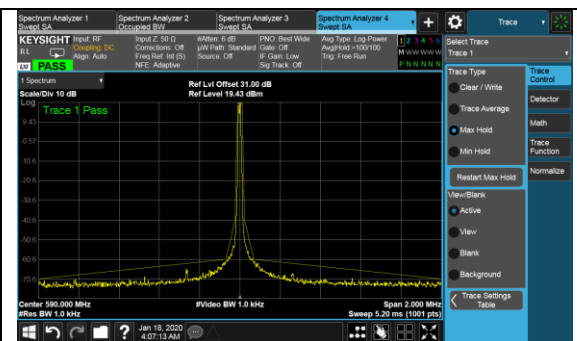 Spectrum Analyzer 1
Swept SA
Spectrum Analyzer 2
Occupied BW
Spectrum Analyzer 3
Swept SA
Spectrum Analyzer 4
Swept SA
Trace
KEYSIGHT
RL
PASS
Input: RF
Coupling: DC
Align: Auto
Input Z: 50 Ω
Corrections: Off
Freq Ref: Int (S)
NFE: Adaptive
#Atten: 6 dB
µW Path: Standard
Source: Off
PNO: Best Wide
Gate: Off
IF Gain: Low
Sig Track: Off
Avg Type: Log-Power
Avg|Hold >100/100
Trig: Free Run
1 2 3 4 5 6
M W W W W W
P N N N N N
Select Trace
Trace 1
1 Spectrum
Scale/Div 10 dB
Ref Lvl Offset 31.00 dB
Ref Level 19.43 dBm
Log
Trace 1 Pass
9.43
-0.57
-10.6
-20.6
-30.6
-40.6
-50.6
-60.6
-70.6
Center 590.000 MHz
#Res BW 1.0 kHz
#Video BW 1.0 kHz
Span 2.000 MHz
Sweep 5.20 ms (1001 pts)
Trace Type
Clear / Write
Trace Average
Max Hold
Min Hold
Restart Max Hold
View/Blank
Active
View
Blank
Background
Trace Settings
Table
Trace
Control
Detector
Math
Trace
Function
Normalize
Jan 18, 2020
4:07:13 AM